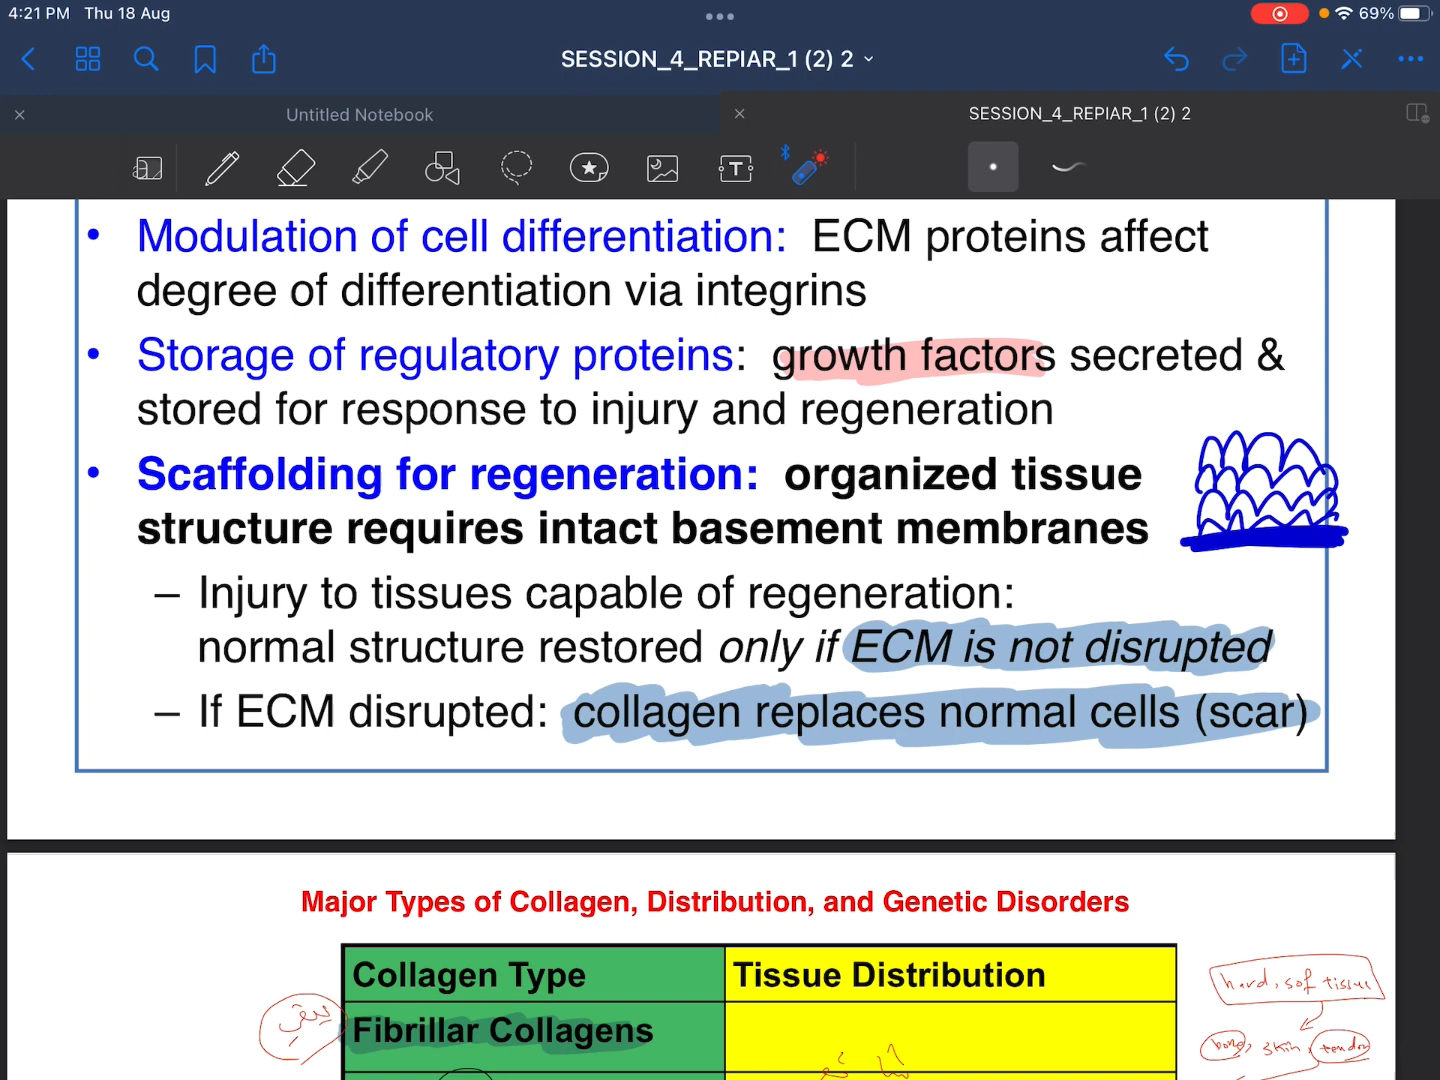 4:21 PM Thu 18 Aug
69%
SESSION_4_REPIAR_1 (2) 2
Untitled Notebook
SESSION_4_REPIAR_1 (2) 2
• Modulation of cell differentiation: ECM proteins affect
degree of differentiation via integrins
• Storage of regulatory proteins: growth factors secreted &
stored for response to injury and regeneration
• Scaffolding for regeneration: organized tissue
structure requires intact basement membranes
– Injury to tissues capable of regeneration:
normal structure restored only if ECM is not disrupted
– If ECM disrupted: collagen replaces normal cells (scar)
Major Types of Collagen, Distribution, and Genetic Disorders
Collagen Type
Tissue Distribution
hard, sof tissue
Fibrillar Collagens
bone, skin, tendon